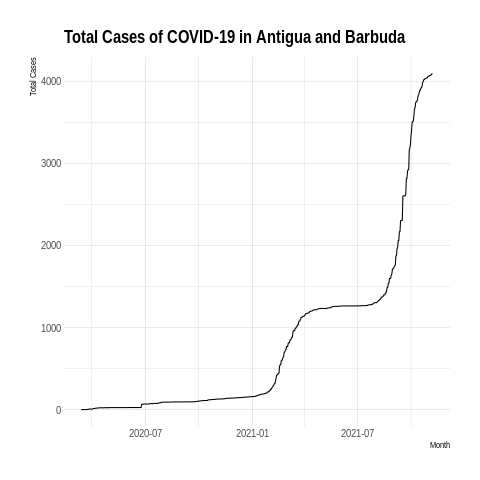 Total Cases of COVID-19 in Antigua and Barbuda
Total Cases
4000
3000
2000
1000
0
2020-07 2021-01 2021-07
Month